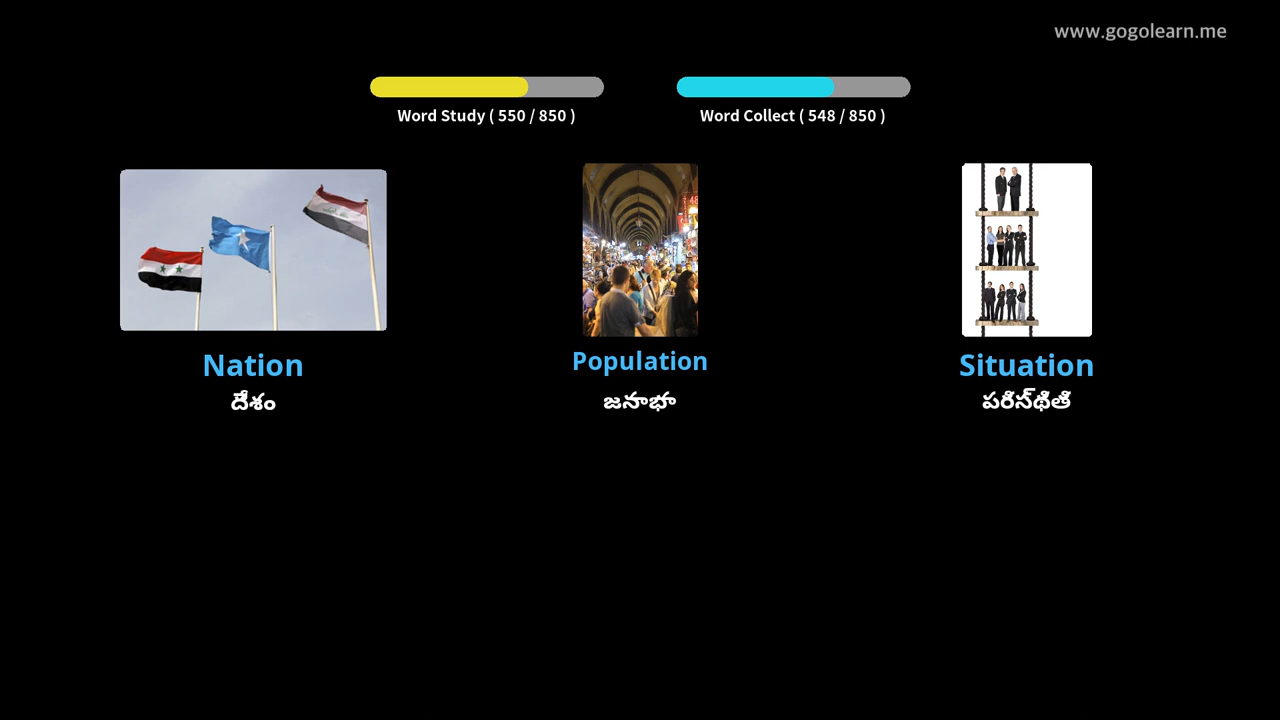 www.gogolearn.me
Word Study ( 550 / 850 )
Word Collect ( 548 / 850 )
Nation
దేశం
Population
జనాభా
Situation
పరిస్‌థితి